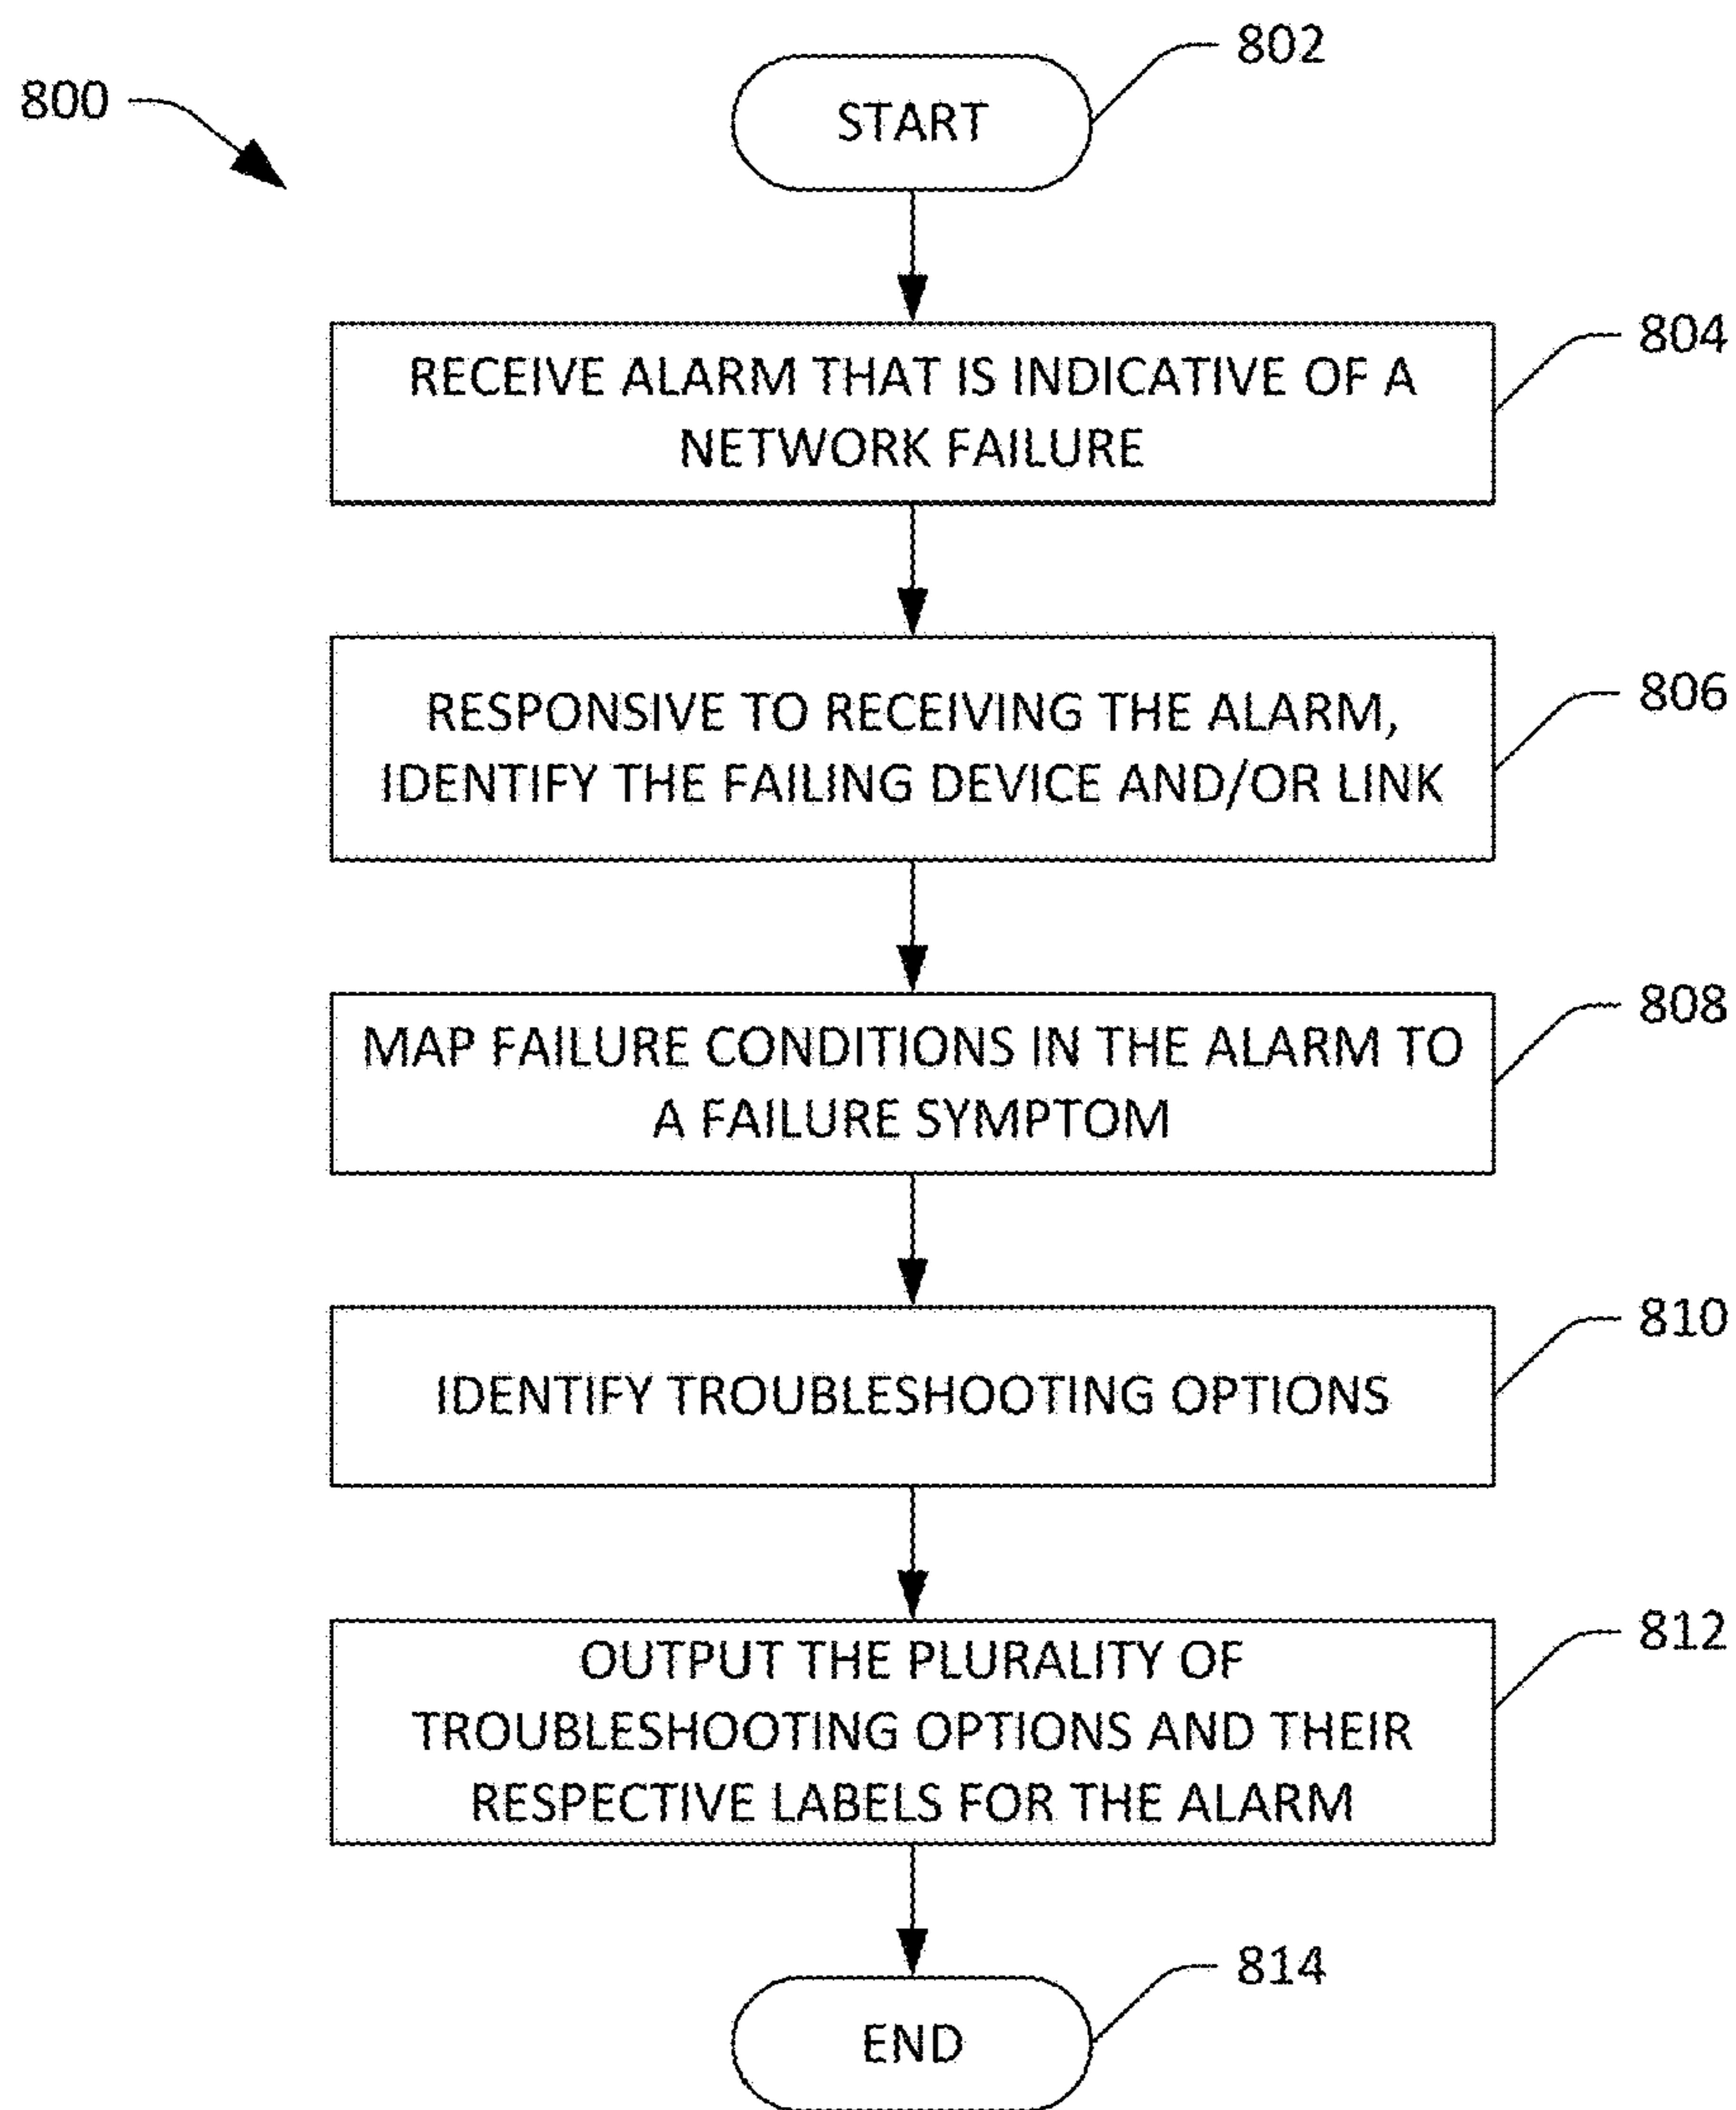 800
802
START
804
RECEIVE ALARM THAT IS INDICATIVE OF A
NETWORK FAILURE
806
RESPONSIVE TO RECEIVING THE ALARM,
IDENTIFY THE FAILING DEVICE AND/OR LINK
808
MAP FAILURE CONDITIONS IN THE ALARM TO
A FAILURE SYMPTOM
810
IDENTIFY TROUBLESHOOTING OPTIONS
812
OUTPUT THE PLURALITY OF
TROUBLESHOOTING OPTIONS AND THEIR
RESPECTIVE LABELS FOR THE ALARM
814
END